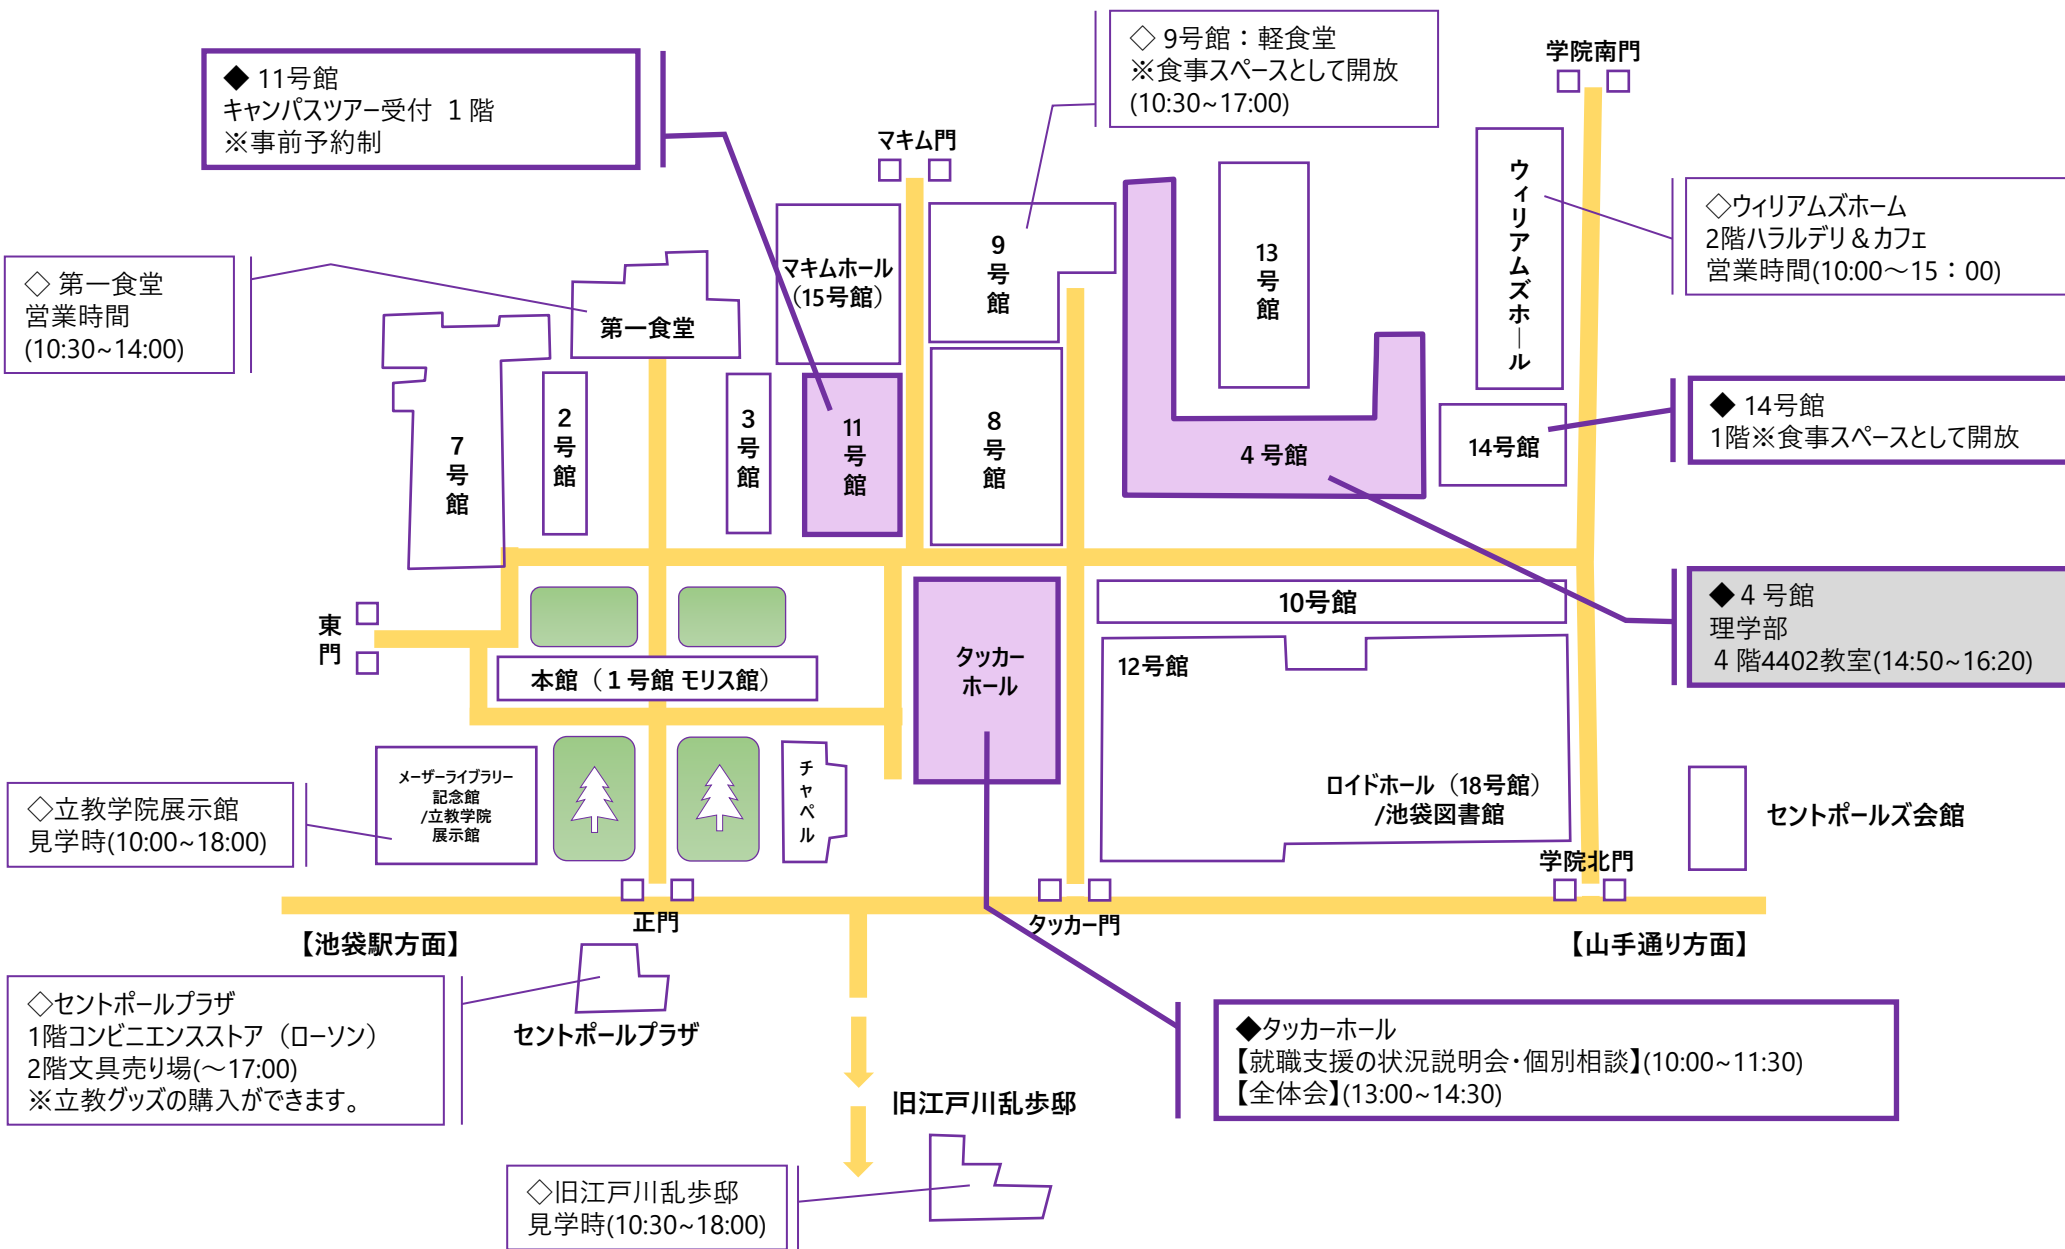 ◆ 11号館
キャンパスツアー受付 1 階
※事前予約制
◇ 9号館：軽食堂
※食事スペースとして開放
(10:30~17:00)
学院南門
マキム門
◇ 第一食堂
営業時間
(10:30~14:00)
第一食堂
マキムホール
（15号館）
9号館
13号館
ウィリアムズホール
◇ウィリアムズホーム
2階ハラルデリ＆カフェ
営業時間(10:00～15：00)
7号館
2号館
3号館
11号館
8号館
4 号館
14号館
◆ 14号館
1階※食事スペースとして開放
東門
本館（1 号館 モリス館）
タッカー
ホール
10号館
12号館
◆ 4 号館
理学部
4 階4402教室(14:50~16:20)
◇立教学院展示館
見学時(10:00~18:00)
メーザーライブラリー
記念館
/立教学院
展示館
チャペル
ロイドホール（18号館）
/池袋図書館
セントポールズ会館
学院北門
正門
タッカー門
【池袋駅方面】
【山手通り方面】
◇セントポールプラザ
1階コンビニエンスストア（ローソン）
2階文具売り場(～17:00)
※立教グッズの購入ができます。
セントポールプラザ
◆タッカーホール
【就職支援の状況説明会・個別相談】(10:00~11:30)
【全体会】(13:00~14:30)
旧江戸川乱歩邸
◇旧江戸川乱歩邸
見学時(10:30~18:00)